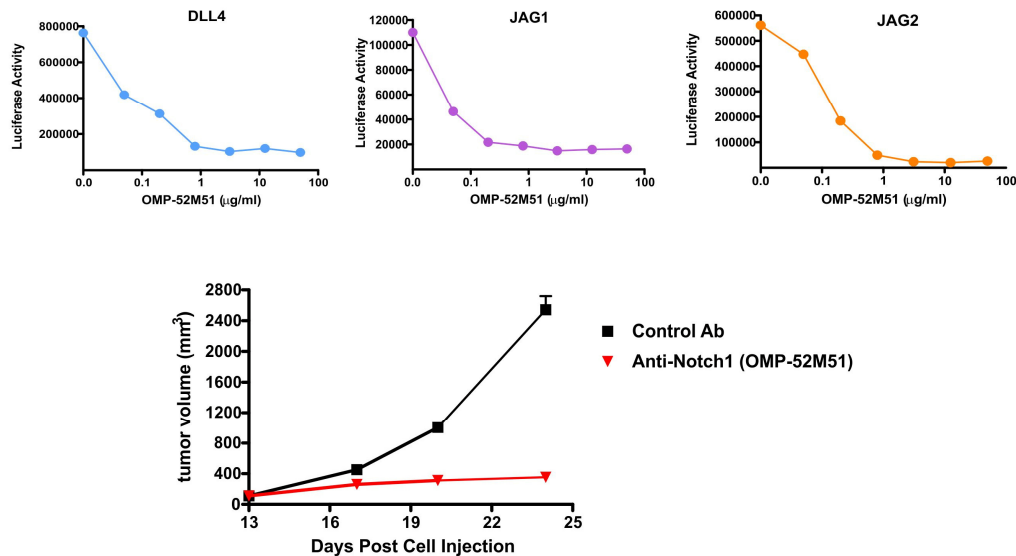 DLL4
Luciferase Activity
800000
600000
400000
200000
0.0 0.1 1 10 100
OMP-52M51 (μg/ml)
JAG1
Luciferase Activity
120000
100000
80000
60000
40000
20000
0.0 0.1 1 10 100
OMP-52M51 (μg/ml)
JAG2
Luciferase Activity
600000
500000
400000
300000
200000
100000
0.0 0.1 1 10 100
OMP-52M51 (μg/ml)
tumor volume (mm³)
2800
2400
2000
1600
1200
800
400
0
13 16 19 22 25
Days Post Cell Injection
Control Ab
Anti-Notch1 (OMP-52M51)